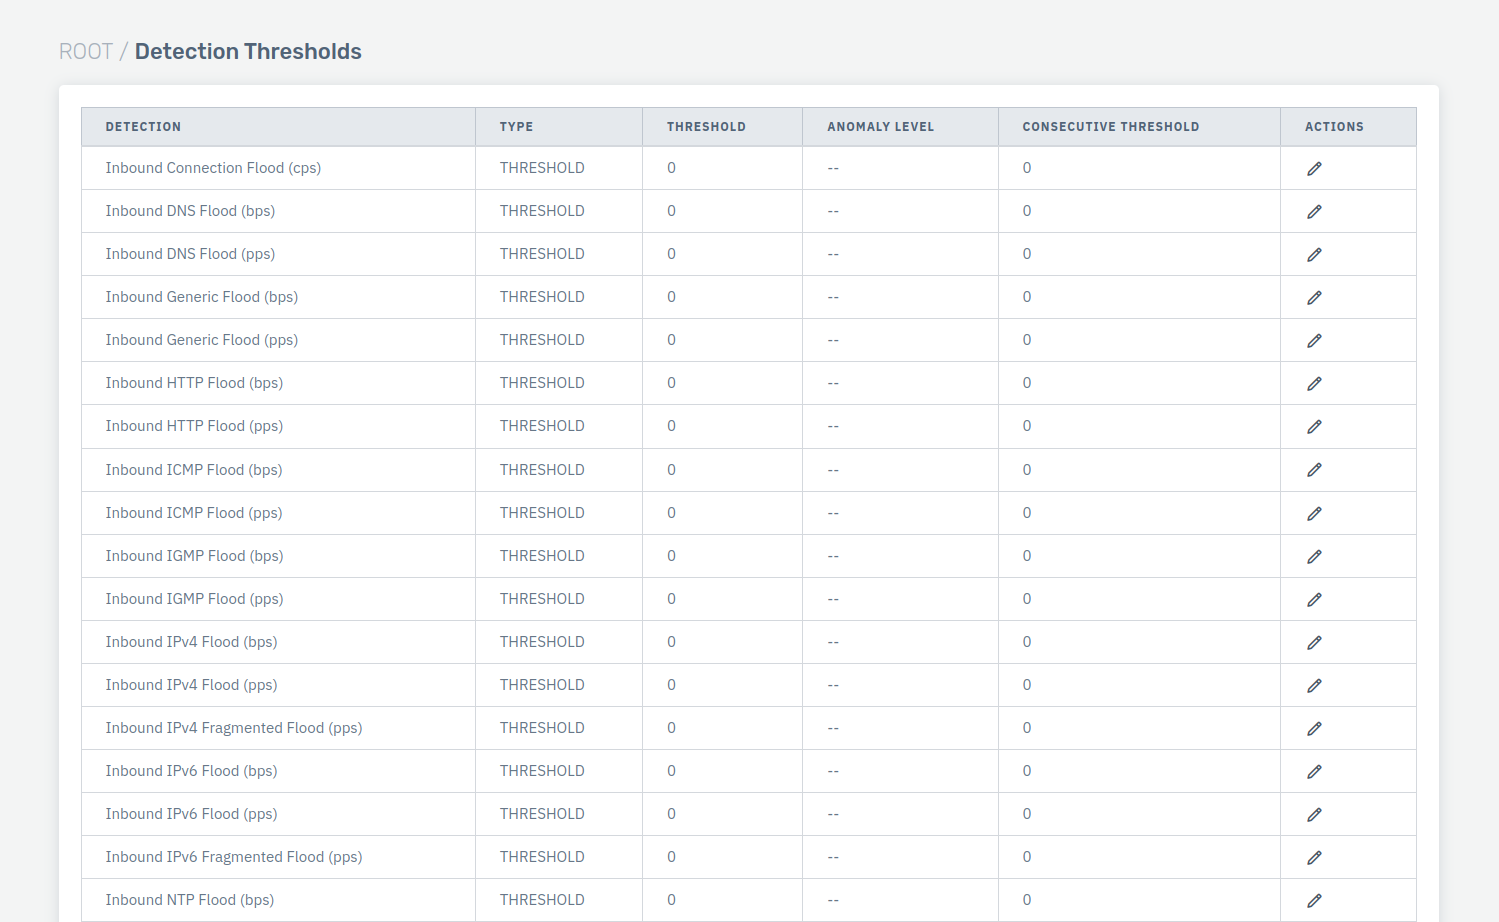 ROOT / Detection Thresholds
DETECTION TYPE THRESHOLD ANOMALY LEVEL CONSECUTIVE THRESHOLD ACTIONS
Inbound Connection Flood (cps) THRESHOLD 0 -- 0
Inbound DNS Flood (bps) THRESHOLD 0 -- 0
Inbound DNS Flood (pps) THRESHOLD 0 -- 0
Inbound Generic Flood (bps) THRESHOLD 0 -- 0
Inbound Generic Flood (pps) THRESHOLD 0 -- 0
Inbound HTTP Flood (bps) THRESHOLD 0 -- 0
Inbound HTTP Flood (pps) THRESHOLD 0 -- 0
Inbound ICMP Flood (bps) THRESHOLD 0 -- 0
Inbound ICMP Flood (pps) THRESHOLD 0 -- 0
Inbound IGMP Flood (bps) THRESHOLD 0 -- 0
Inbound IGMP Flood (pps) THRESHOLD 0 -- 0
Inbound IPv4 Flood (bps) THRESHOLD 0 -- 0
Inbound IPv4 Flood (pps) THRESHOLD 0 -- 0
Inbound IPv4 Fragmented Flood (pps) THRESHOLD 0 -- 0
Inbound IPv6 Flood (bps) THRESHOLD 0 -- 0
Inbound IPv6 Flood (pps) THRESHOLD 0 -- 0
Inbound IPv6 Fragmented Flood (pps) THRESHOLD 0 -- 0
Inbound NTP Flood (bps) THRESHOLD 0 -- 0